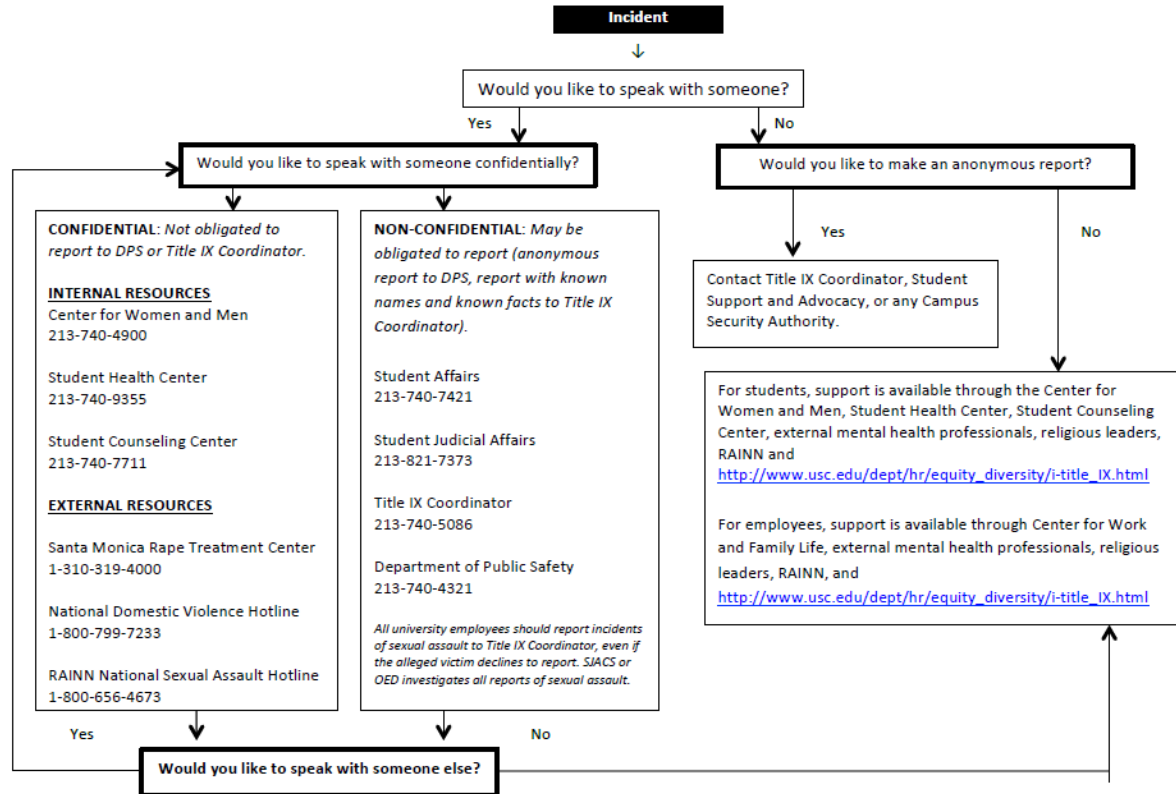 Incident
Would you like to speak with someone?
Yes
No
Would you like to speak with someone confidentially?
Would you like to make an anonymous report?
CONFIDENTIAL: Not obligated to
report to DPS or Title IX Coordinator.
INTERNAL RESOURCES
Center for Women and Men
213-740-4900
Student Health Center
213-740-9355
Student Counseling Center
213-740-7711
EXTERNAL RESOURCES
Santa Monica Rape Treatment Center
1-310-319-4000
National Domestic Violence Hotline
1-800-799-7233
RAINN National Sexual Assault Hotline
1-800-656-4673
NON-CONFIDENTIAL: May be
obligated to report (anonymous
report to DPS, report with known
names and known facts to Title IX
Coordinator).
Student Affairs
213-740-7421
Student Judicial Affairs
213-821-7373
Title IX Coordinator
213-740-5086
Department of Public Safety
213-740-4321
All university employees should report incidents
of sexual assault to Title IX Coordinator, even if
the alleged victim declines to report. SJACS or
OED investigates all reports of sexual assault.
Yes
No
Contact Title IX Coordinator, Student
Support and Advocacy, or any Campus
Security Authority.
For students, support is available through the Center for
Women and Men, Student Health Center, Student Counseling
Center, external mental health professionals, religious leaders,
RAINN and
http://www.usc.edu/dept/hr/equity_diversity/i-title_IX.html
For employees, support is available through Center for Work
and Family Life, external mental health professionals, religious
leaders, RAINN, and
http://www.usc.edu/dept/hr/equity_diversity/i-title_IX.html
Yes
No
Would you like to speak with someone else?